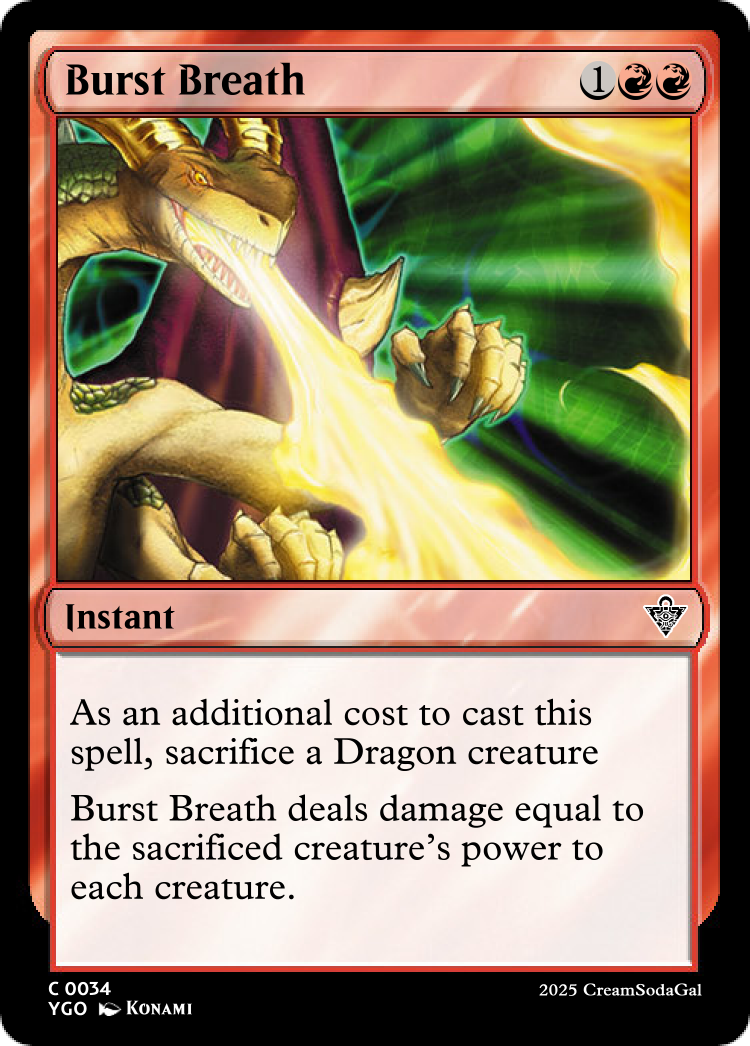 Burst Breath 1
Instant
As an additional cost to cast this
spell, sacrifice a Dragon creature
Burst Breath deals damage equal to
the sacrificed creature's power to
each creature.
C 0034
YGO KONAMI
2025 CreamSodaGal